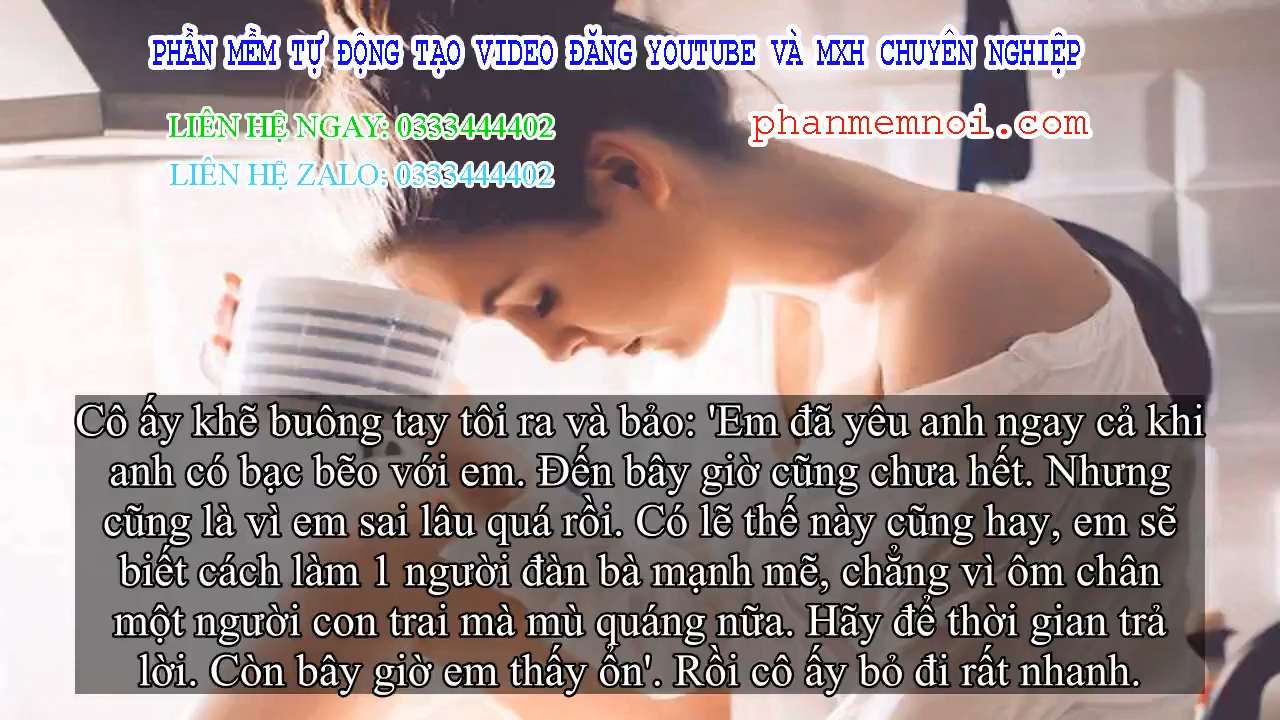 PHẦN MỀM TỰ ĐỘNG TẠO VIDEO ĐĂNG YOUTUBE VÀ MXH CHUYÊN NGHIỆP
LIÊN HỆ NGAY: 0333444402
phanmemnoi.com
LIÊN HỆ ZALO: 0333444402
Cô ấy khẽ buông tay tôi ra và bảo: 'Em đã yêu anh ngay cả khi
anh có bạc bẽo với em. Đến bây giờ cũng chưa hết. Nhưng
cũng là vì em sai lâu quá rồi. Có lẽ thế này cũng hay, em sẽ
biết cách làm 1 người đàn bà mạnh mẽ, chẳng vì ôm chân
một người con trai mà mù quáng nữa. Hãy để thời gian trả
lời. Còn bây giờ em thấy ổn'. Rồi cô ấy bỏ đi rất nhanh.